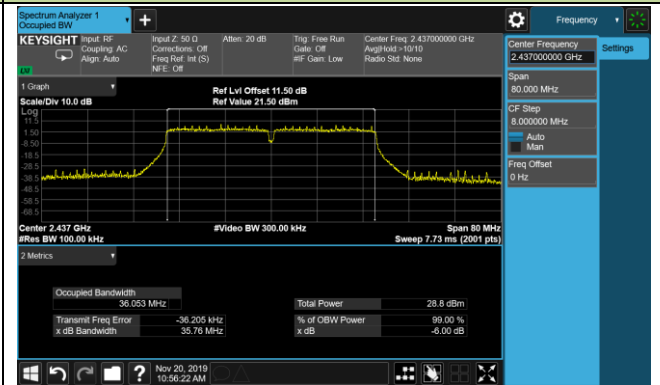 Spectrum Analyzer 1
Occupied BW
Frequency
KEYSIGHT
Input: RF
Coupling: AC
Align: Auto
Input Z: 50 Ω
Corrections: Off
Freq Ref: Int (S)
NFE: Off
Atten: 20 dB
Trig: Free Run
Gate: Off
#IF Gain: Low
Center Freq: 2.437000000 GHz
Avg|Hold:>10/10
Radio Std: None
LW
Center Frequency
2.437000000 GHz
Settings
Span
80.000 MHz
CF Step
8.000000 MHz
Auto
Man
Freq Offset
0 Hz
1 Graph
Scale/Div 10.0 dB
Ref Lvl Offset 11.50 dB
Ref Value 21.50 dBm
Log
11.5
1.50
-8.50
-18.5
-28.5
-38.5
-48.5
-58.5
-68.5
Center 2.437 GHz
#Res BW 100.00 kHz
#Video BW 300.00 kHz
Span 80 MHz
Sweep 7.73 ms (2001 pts)
2 Metrics
Occupied Bandwidth
36.053 MHz
Total Power 28.8 dBm
Transmit Freq Error -36.205 kHz
% of OBW Power 99.00 %
x dB Bandwidth 35.76 MHz
x dB -6.00 dB
?
Nov 20, 2019
10:56:22 AM